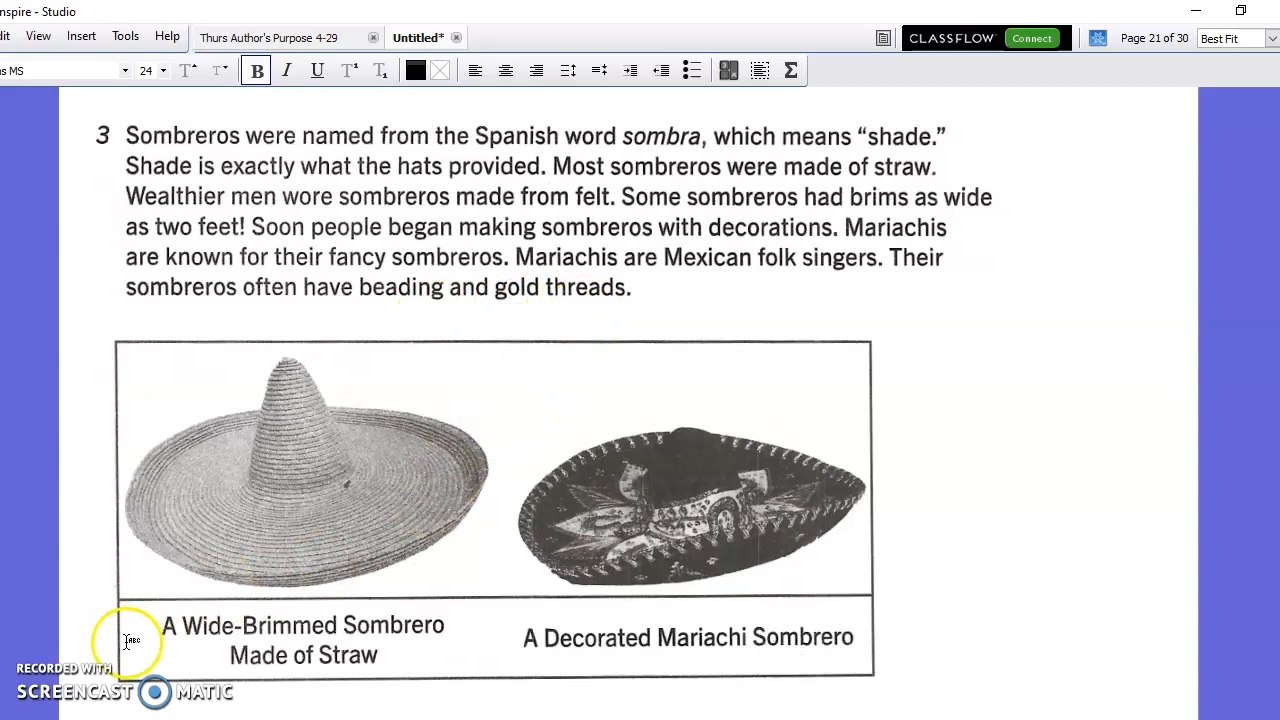 nspire - Studio
dit View Insert Tools Help
Thurs Author's Purpose 4-29
Untitled*
CLASSFLOW Connect
Page 21 of 30
Best Fit
ns MS
24
B I U T T
3 Sombreros were named from the Spanish word sombra, which means “shade.”
Shade is exactly what the hats provided. Most sombreros were made of straw.
Wealthier men wore sombreros made from felt. Some sombreros had brims as wide
as two feet! Soon people began making sombreros with decorations. Mariachis
are known for their fancy sombreros. Mariachis are Mexican folk singers. Their
sombreros often have beading and gold threads.
A Wide-Brimmed Sombrero
Made of Straw
A Decorated Mariachi Sombrero
ABC
RECORDED WITH
SCREENCAST MATIC